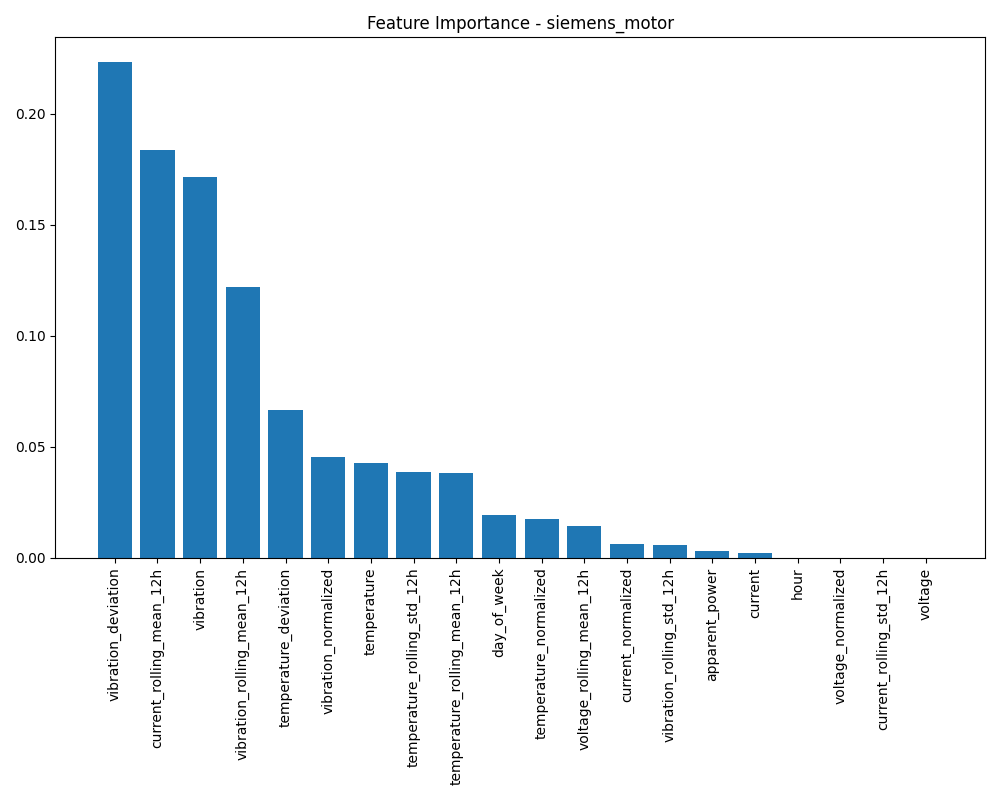 Feature Importance - siemens_motor
0.20
0.15
0.10
0.05
0.00
vibration_deviation
current_rolling_mean_12h
vibration
vibration_rolling_mean_12h
temperature_deviation
vibration_normalized
temperature
temperature_rolling_std_12h
temperature_rolling_mean_12h
day_of_week
temperature_normalized
voltage_rolling_mean_12h
current_normalized
vibration_rolling_std_12h
apparent_power
current
hour
voltage_normalized
current_rolling_std_12h
voltage